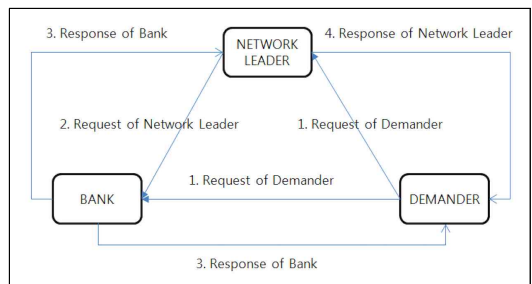 3. Response of Bank
4. Response of Network Leader
NETWORK
LEADER
2. Request of Network Leader
1. Request of Demander
1. Request of Demander
BANK
DEMANDER
3. Response of Bank